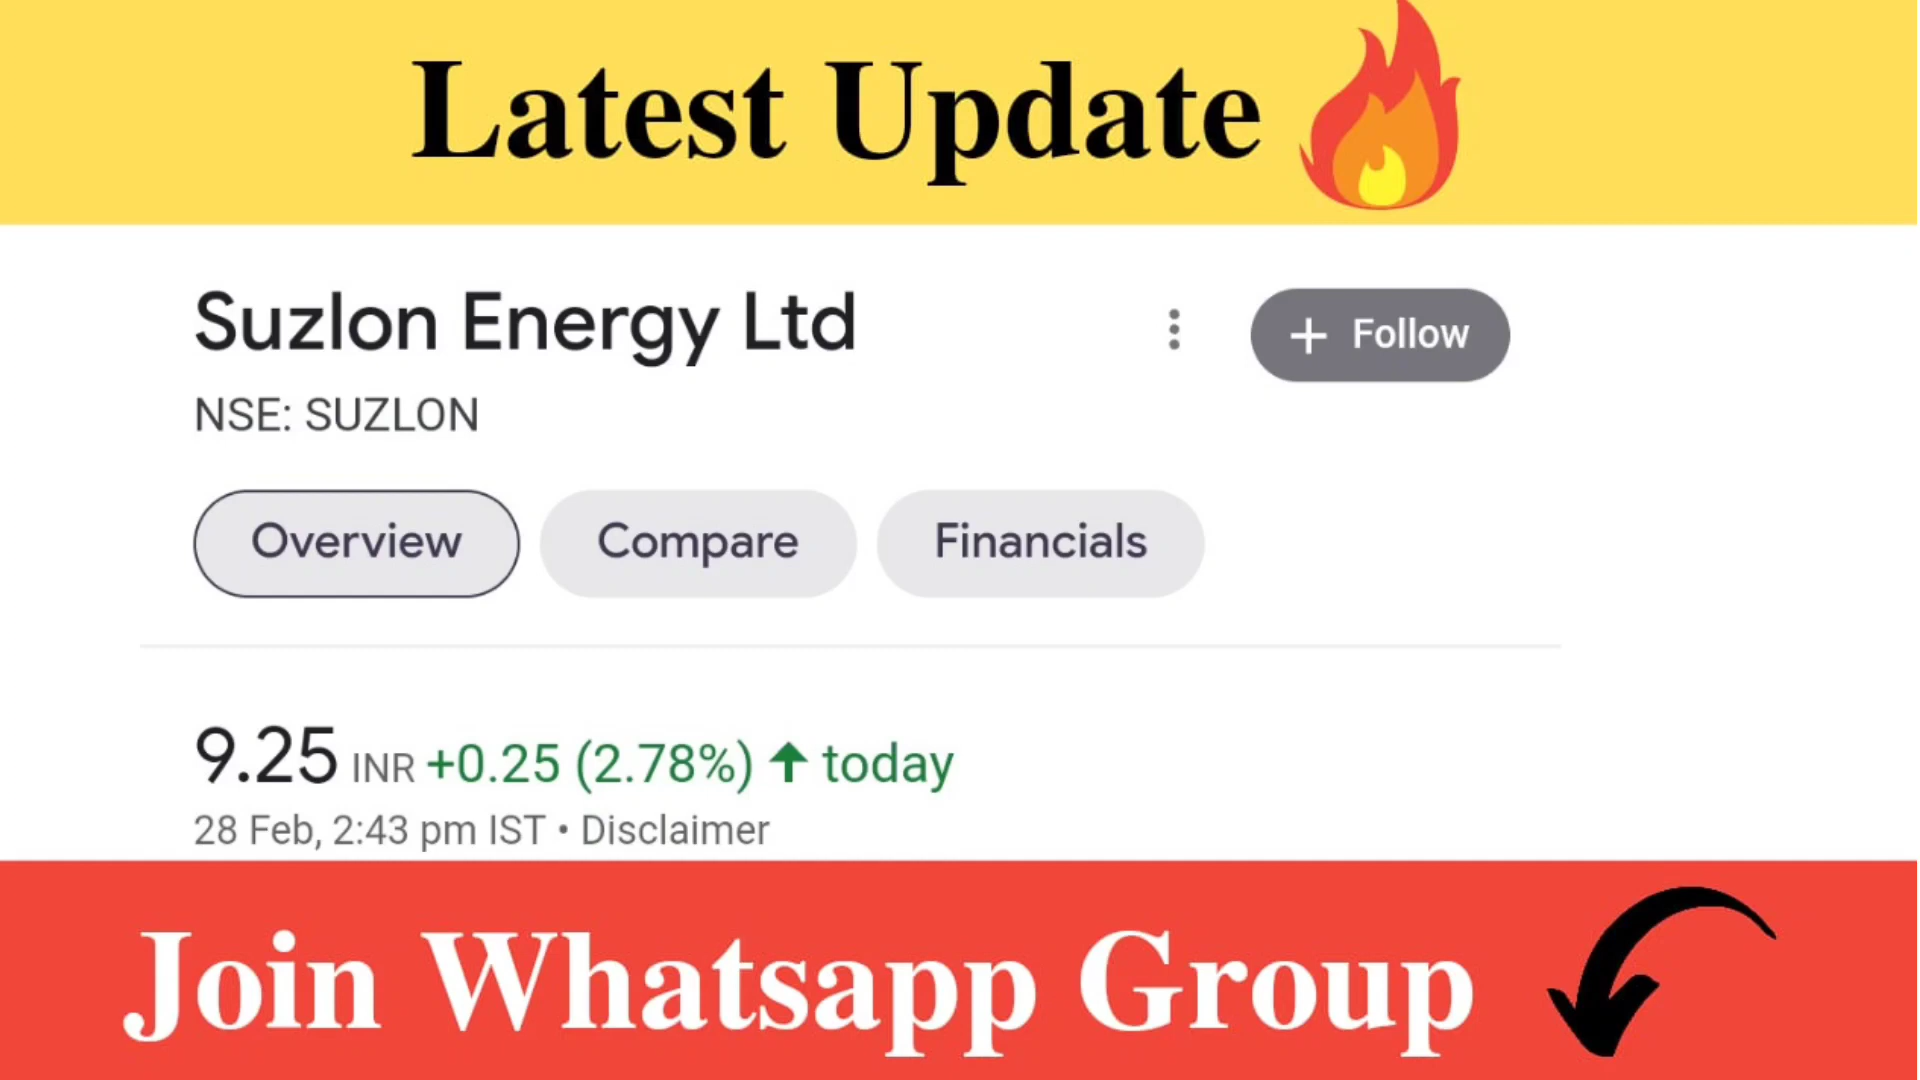 Latest Update
Suzlon Energy Ltd
+ Follow
NSE: SUZLON
Overview Compare Financials
9.25 INR +0.25 (2.78%) ↑ today
28 Feb, 2:43 pm IST • Disclaimer
Join Whatsapp Group